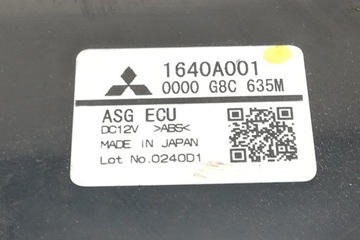 1640A001
0000 G8C 635M
ASG ECU
DC12V >ABS<
MADE IN JAPAN
Lot No.0240D1